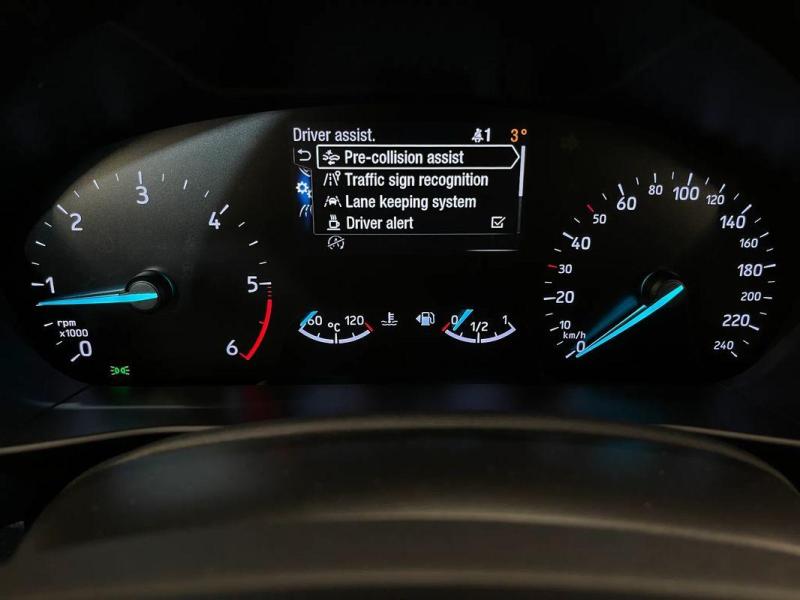 Driver assist. 1 3°
Pre-collision assist
Traffic sign recognition
Lane keeping system
Driver alert
0 1 2 3 4 5 6
rpm
x1000
60 °C 120
0 1/2 1
0 10 20 30 40 50 60 80 100 120 140 160 180 200 220 240
km/h